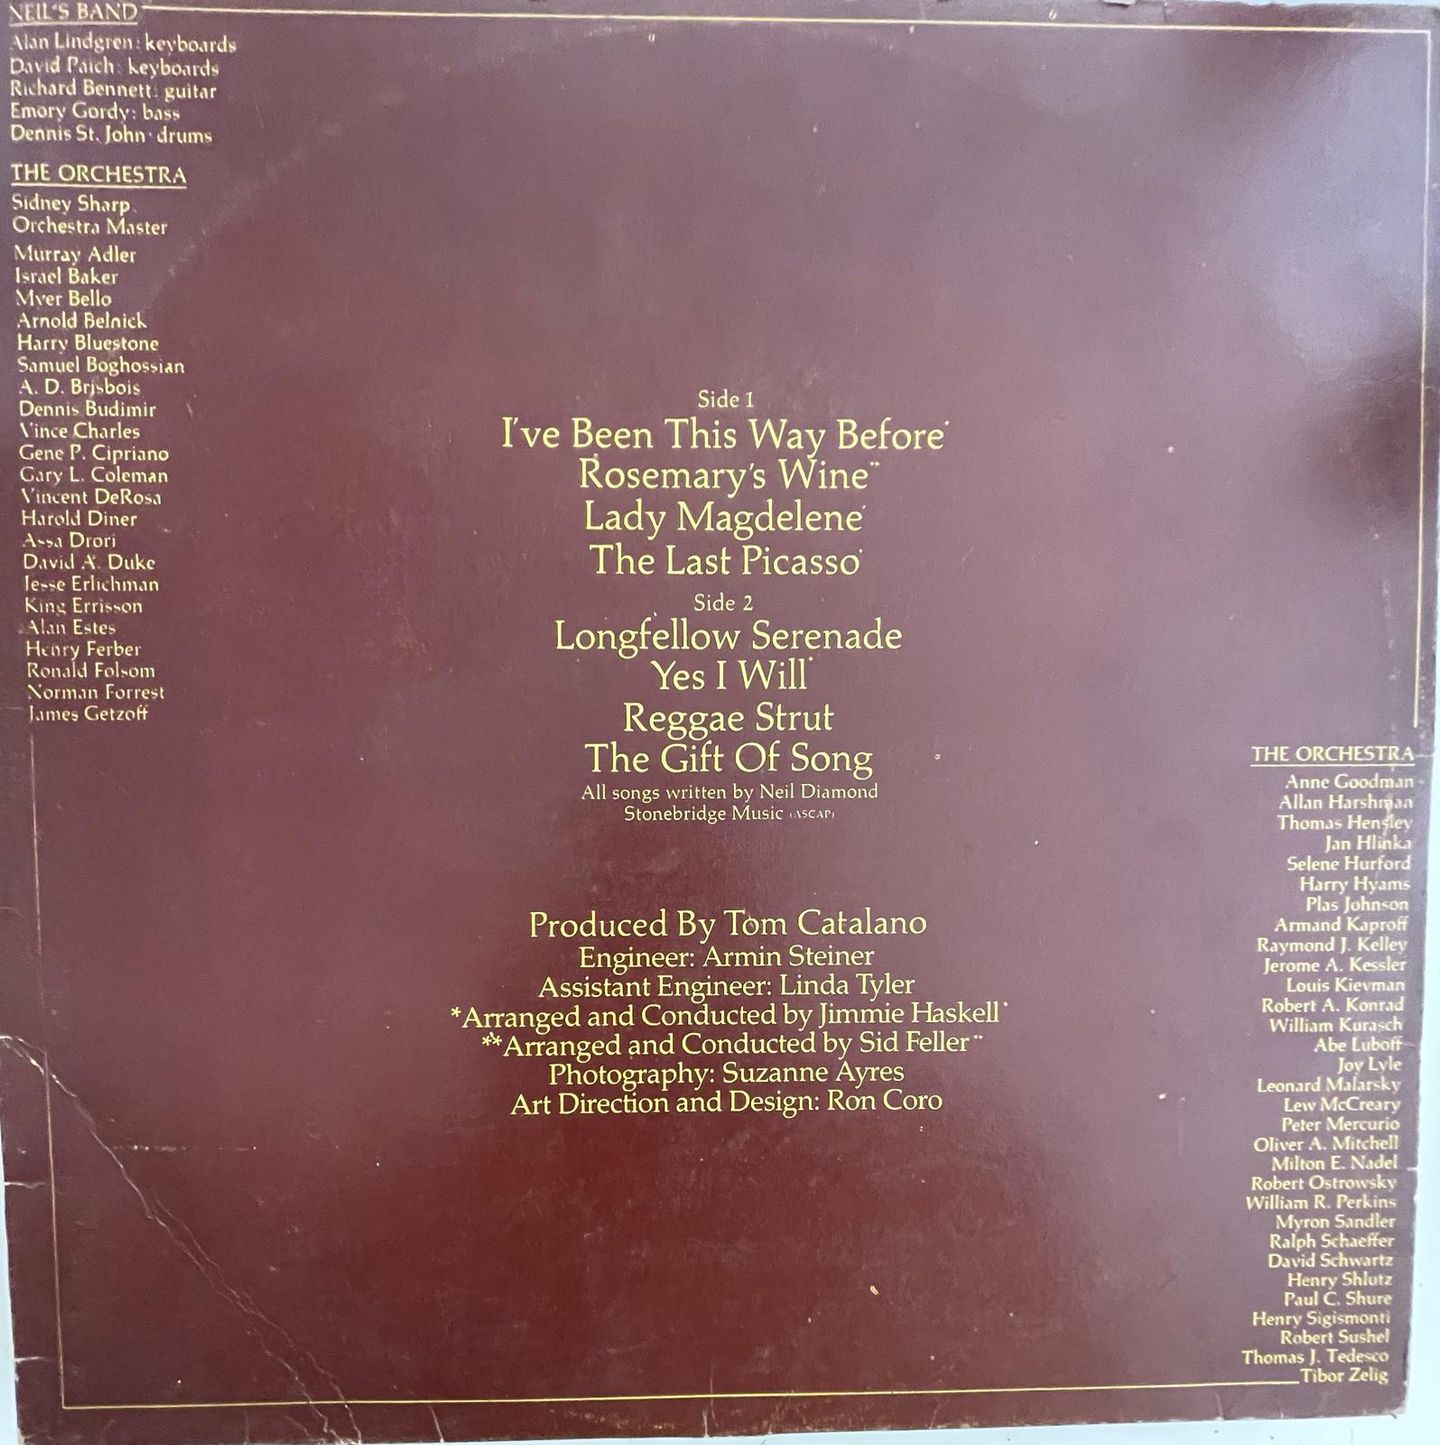 NEIL'S BAND
Alan Lindgren: keyboards
David Paich: keyboards
Richard Bennett: guitar
Emory Gordy: bass
Dennis St. John: drums
THE ORCHESTRA
Sidney Sharp,
Orchestra Master
Murray Adler
Israel Baker
Myer Bello
Arnold Belnick
Harry Bluestone
Samuel Boghossian
A. D. Brisbois
Dennis Budimir
Vince Charles
Gene P. Cipriano
Gary L. Coleman
Vincent DeRosa
Harold Diner
Assa Drori
David A. Duke
Jesse Erlichman
King Errisson
Alan Estes
Henry Ferber
Ronald Folsom
Norman Forrest
James Getzoff
Side 1
I've Been This Way Before*
Rosemary's Wine**
Lady Magdelene*
The Last Picasso*
Side 2
Longfellow Serenade
Yes I Will*
Reggae Strut
The Gift Of Song
All songs written by Neil Diamond
Stonebridge Music (ASCAP)
Produced By Tom Catalano
Engineer: Armin Steiner
Assistant Engineer: Linda Tyler
*Arranged and Conducted by Jimmie Haskell*
**Arranged and Conducted by Sid Feller**
Photography: Suzanne Ayres
Art Direction and Design: Ron Coro
THE ORCHESTRA
Anne Goodman
Allan Harshman
Thomas Hensley
Jan Hlinka
Selene Hurford
Harry Hyams
Plas Johnson
Armand Kaproff
Raymond J. Kelley
Jerome A. Kessler
Louis Kievman
Robert A. Konrad
William Kurasch
Abe Luboff
Joy Lyle
Leonard Malarsky
Lew McCreary
Peter Mercurio
Oliver A. Mitchell
Milton E. Nadel
Robert Ostrowsky
William R. Perkins
Myron Sandler
Ralph Schaeffer
David Schwartz
Henry Shlutz
Paul C. Shure
Henry Sigismonti
Robert Sushel
Thomas J. Tedesco
Tibor Zelig